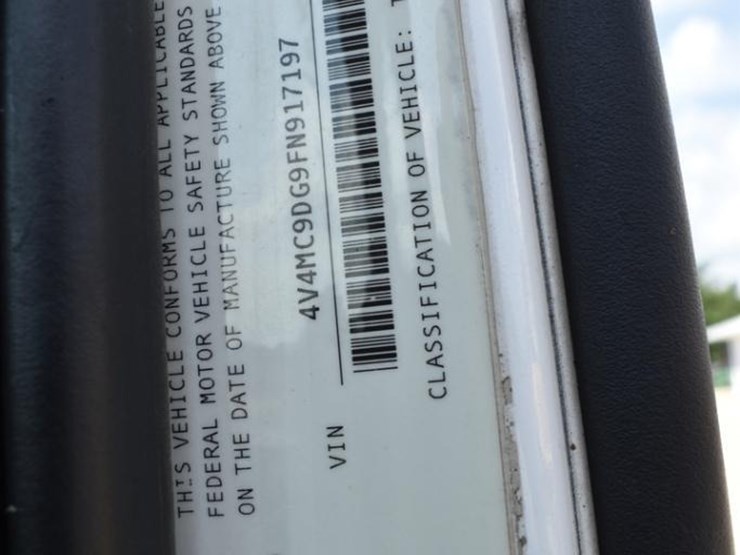 THIS VEHICLE CONFORMS TO ALL APPLICABLE
FEDERAL MOTOR VEHICLE SAFETY STANDARDS
ON THE DATE OF MANUFACTURE SHOWN ABOVE
VIN 4V4MC9DG9FN917197
CLASSIFICATION OF VEHICLE: T